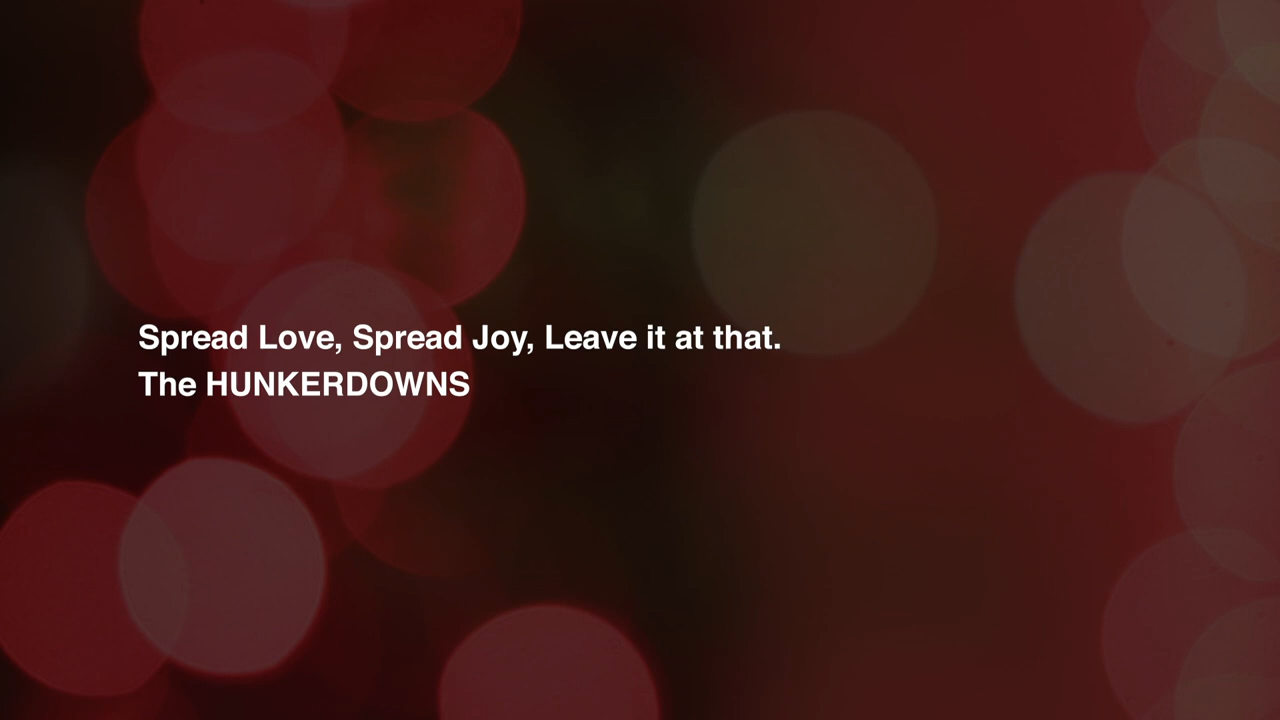 Spread Love, Spread Joy, Leave it at that.
The HUNKERDOWNS